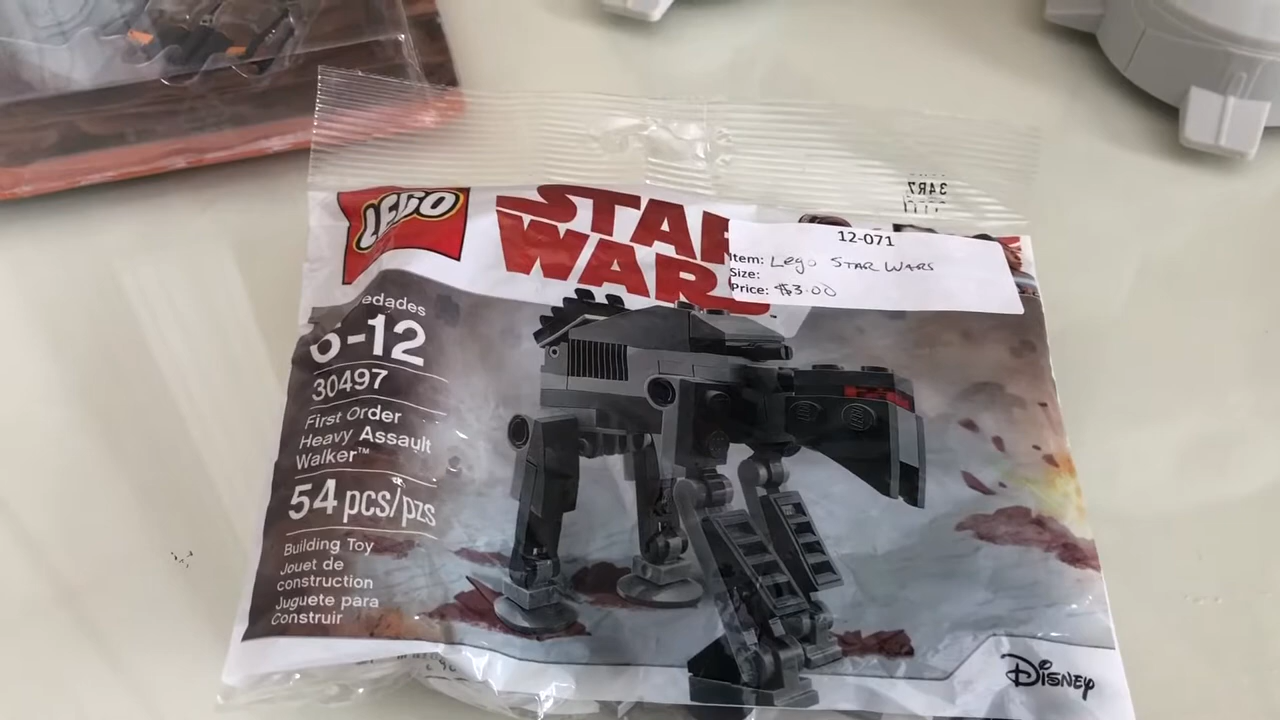 34R7
LEGO
STAR
WARS
12-071
Item: Lego STAR WARS
Size:
Price: $3.00
edades
6-12
30497
First Order
Heavy Assault
Walker™
54 pcs/pzs
Building Toy
Jouet de
construction
Juguete para
Construir
Disney